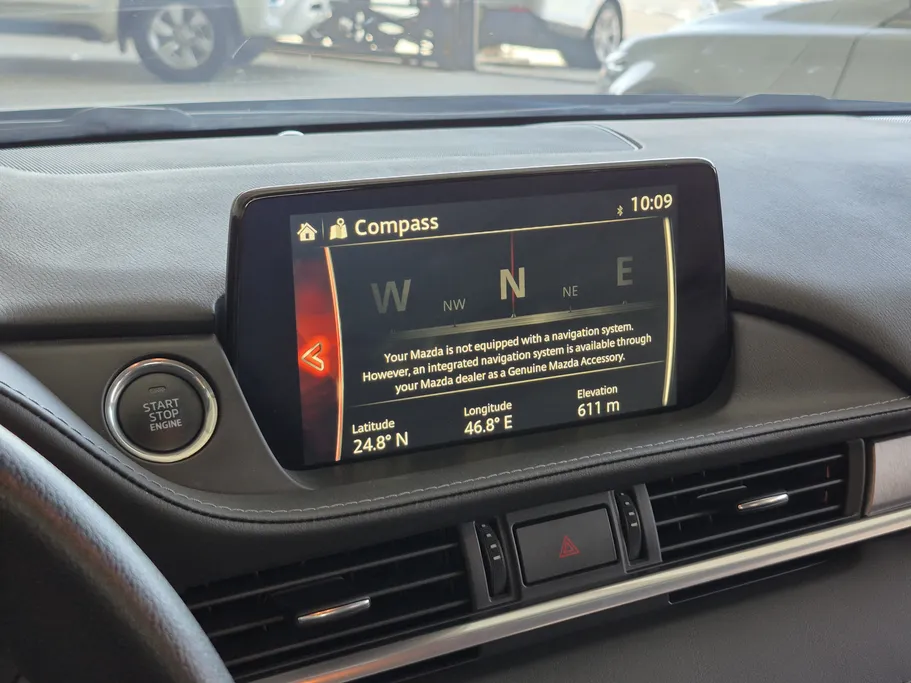 Compass
10:09
W NW N NE E
Your Mazda is not equipped with a navigation system.
However, an integrated navigation system is available through
your Mazda dealer as a Genuine Mazda Accessory.
Latitude Longitude Elevation
24.8° N 46.8° E 611 m
START
STOP
ENGINE